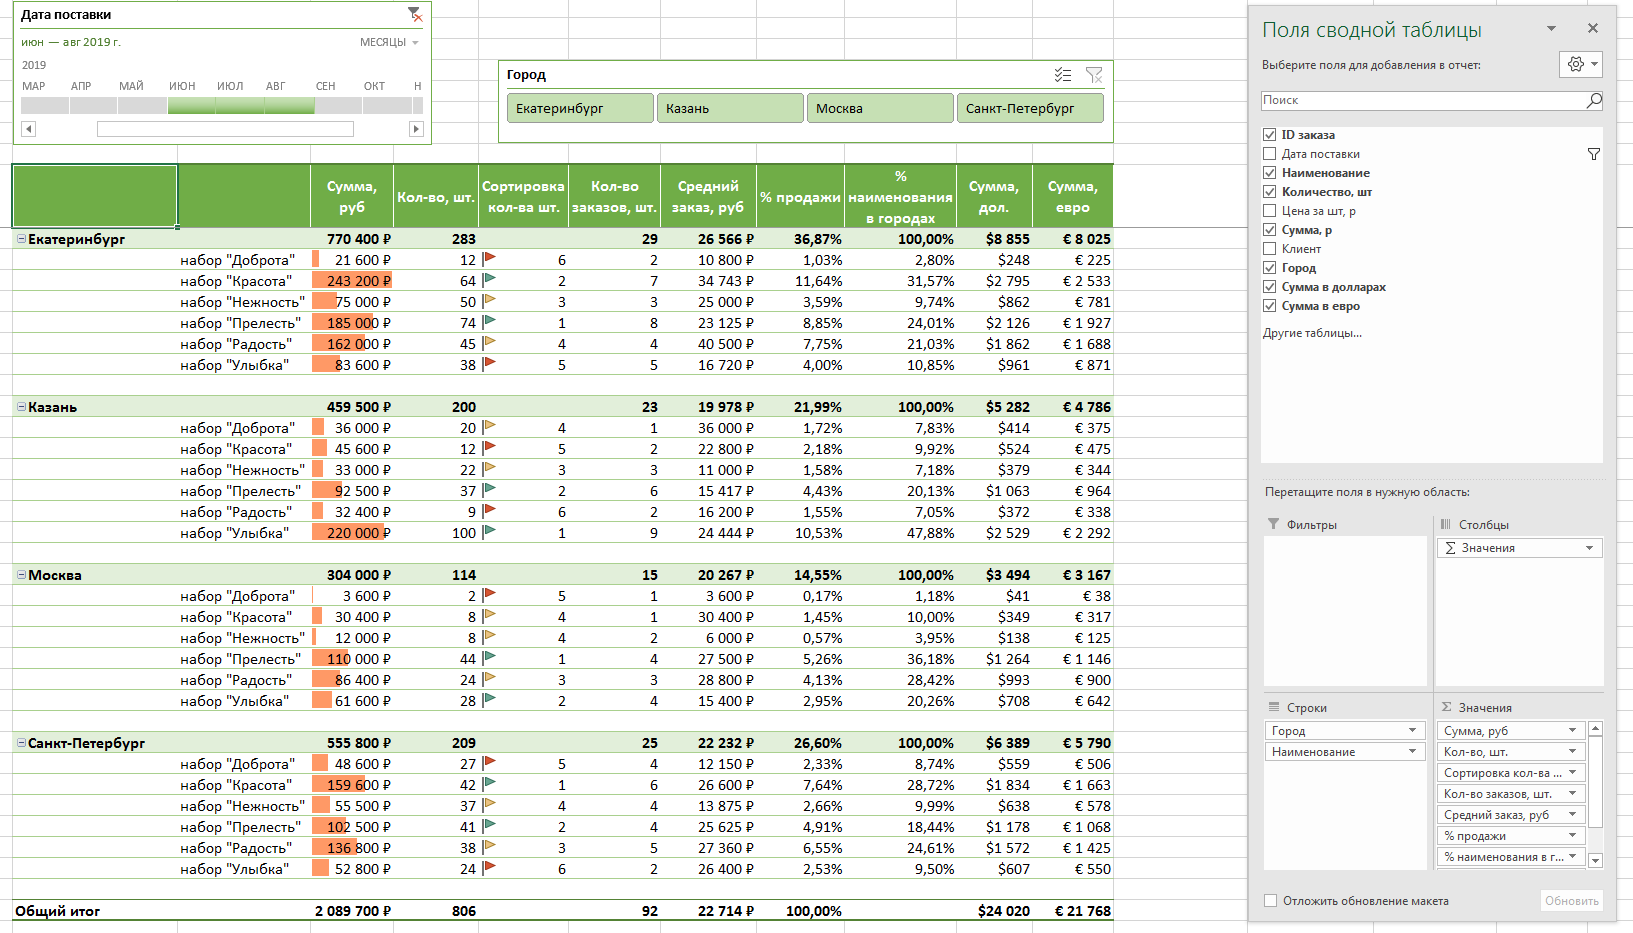 Дата поставки
июн — авг 2019 г. МЕСЯЦЫ
2019
МАР АПР МАЙ ИЮН ИЮЛ АВГ СЕН ОКТ Н
Город
Екатеринбург Казань Москва Санкт-Петербург
Сумма, руб Кол-во, шт. Сортировка кол-ва шт. Кол-во заказов, шт. Средний заказ, руб % продажи % наименования в городах Сумма, дол. Сумма, евро
Екатеринбург 770 400 ₽ 283 29 26 566 ₽ 36,87% 100,00% $8 855 € 8 025
набор "Доброта" 21 600 ₽ 12 6 2 10 800 ₽ 1,03% 2,80% $248 € 225
набор "Красота" 243 200 ₽ 64 2 7 34 743 ₽ 11,64% 31,57% $2 795 € 2 533
набор "Нежность" 75 000 ₽ 50 3 3 25 000 ₽ 3,59% 9,74% $862 € 781
набор "Прелесть" 185 000 ₽ 74 1 8 23 125 ₽ 8,85% 24,01% $2 126 € 1 927
набор "Радость" 162 000 ₽ 45 4 4 40 500 ₽ 7,75% 21,03% $1 862 € 1 688
набор "Улыбка" 83 600 ₽ 38 5 5 16 720 ₽ 4,00% 10,85% $961 € 871
Казань 459 500 ₽ 200 23 19 978 ₽ 21,99% 100,00% $5 282 € 4 786
набор "Доброта" 36 000 ₽ 20 4 1 36 000 ₽ 1,72% 7,83% $414 € 375
набор "Красота" 45 600 ₽ 12 5 2 22 800 ₽ 2,18% 9,92% $524 € 475
набор "Нежность" 33 000 ₽ 22 3 3 11 000 ₽ 1,58% 7,18% $379 € 344
набор "Прелесть" 92 500 ₽ 37 2 6 15 417 ₽ 4,43% 20,13% $1 063 € 964
набор "Радость" 32 400 ₽ 9 6 2 16 200 ₽ 1,55% 7,05% $372 € 338
набор "Улыбка" 220 000 ₽ 100 1 9 24 444 ₽ 10,53% 47,88% $2 529 € 2 292
Москва 304 000 ₽ 114 15 20 267 ₽ 14,55% 100,00% $3 494 € 3 167
набор "Доброта" 3 600 ₽ 2 5 1 3 600 ₽ 0,17% 1,18% $41 € 38
набор "Красота" 30 400 ₽ 8 4 1 30 400 ₽ 1,45% 10,00% $349 € 317
набор "Нежность" 12 000 ₽ 8 4 2 6 000 ₽ 0,57% 3,95% $138 € 125
набор "Прелесть" 110 000 ₽ 44 1 4 27 500 ₽ 5,26% 36,18% $1 264 € 1 146
набор "Радость" 86 400 ₽ 24 3 3 28 800 ₽ 4,13% 28,42% $993 € 900
набор "Улыбка" 61 600 ₽ 28 2 4 15 400 ₽ 2,95% 20,26% $708 € 642
Санкт-Петербург 555 800 ₽ 209 25 22 232 ₽ 26,60% 100,00% $6 389 € 5 790
набор "Доброта" 48 600 ₽ 27 5 4 12 150 ₽ 2,33% 8,74% $559 € 506
набор "Красота" 159 600 ₽ 42 1 6 26 600 ₽ 7,64% 28,72% $1 834 € 1 663
набор "Нежность" 55 500 ₽ 37 4 4 13 875 ₽ 2,66% 9,99% $638 € 578
набор "Прелесть" 102 500 ₽ 41 2 4 25 625 ₽ 4,91% 18,44% $1 178 € 1 068
набор "Радость" 136 800 ₽ 38 3 5 27 360 ₽ 6,55% 24,61% $1 572 € 1 425
набор "Улыбка" 52 800 ₽ 24 6 2 26 400 ₽ 2,53% 9,50% $607 € 550
Общий итог 2 089 700 ₽ 806 92 22 714 ₽ 100,00% $24 020 € 21 768
Поля сводной таблицы
Выберите поля для добавления в отчет:
Поиск
ID заказа
Дата поставки
Наименование
Количество, шт
Цена за шт, р
Сумма, р
Клиент
Город
Сумма в долларах
Сумма в евро
Другие таблицы...
Перетащите поля в нужную область:
Фильтры
Столбцы
Σ Значения
Строки
Город
Наименование
Σ Значения
Сумма, руб
Кол-во, шт.
Сортировка кол-ва ...
Кол-во заказов, шт.
Средний заказ, руб
% продажи
% наименования в г...
Отложить обновление макета Обновить